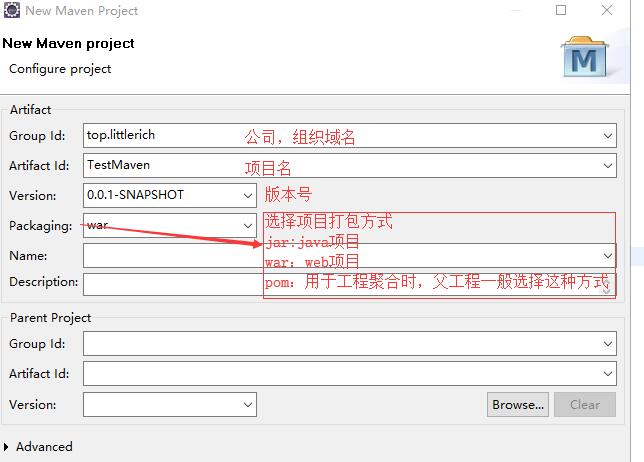 New Maven Project
New Maven project
Configure project
M
Artifact
Group Id: top.littlerich 公司，组织域名
Artifact Id: TestMaven 项目名
Version: 0.0.1-SNAPSHOT 版本号
Packaging: war 选择项目打包方式
jar:java项目
Name: war：web项目
Description: pom：用于工程聚合时，父工程一般选择这种方式
Parent Project
Group Id:
Artifact Id:
Version: Browse... Clear
Advanced